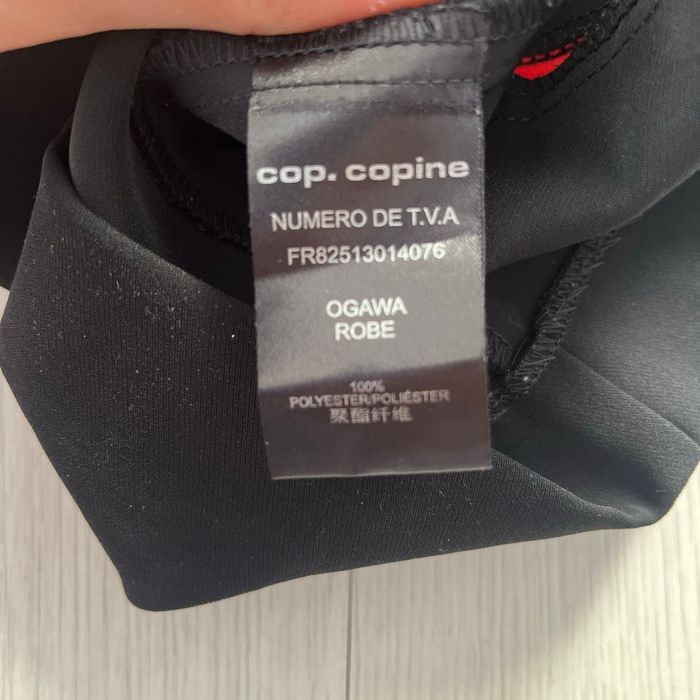 cop. copine
NUMERO DE T.V.A
FR82513014076
OGAWA
ROBE
100%
POLYESTER/POLIÉSTER
聚酯纤维